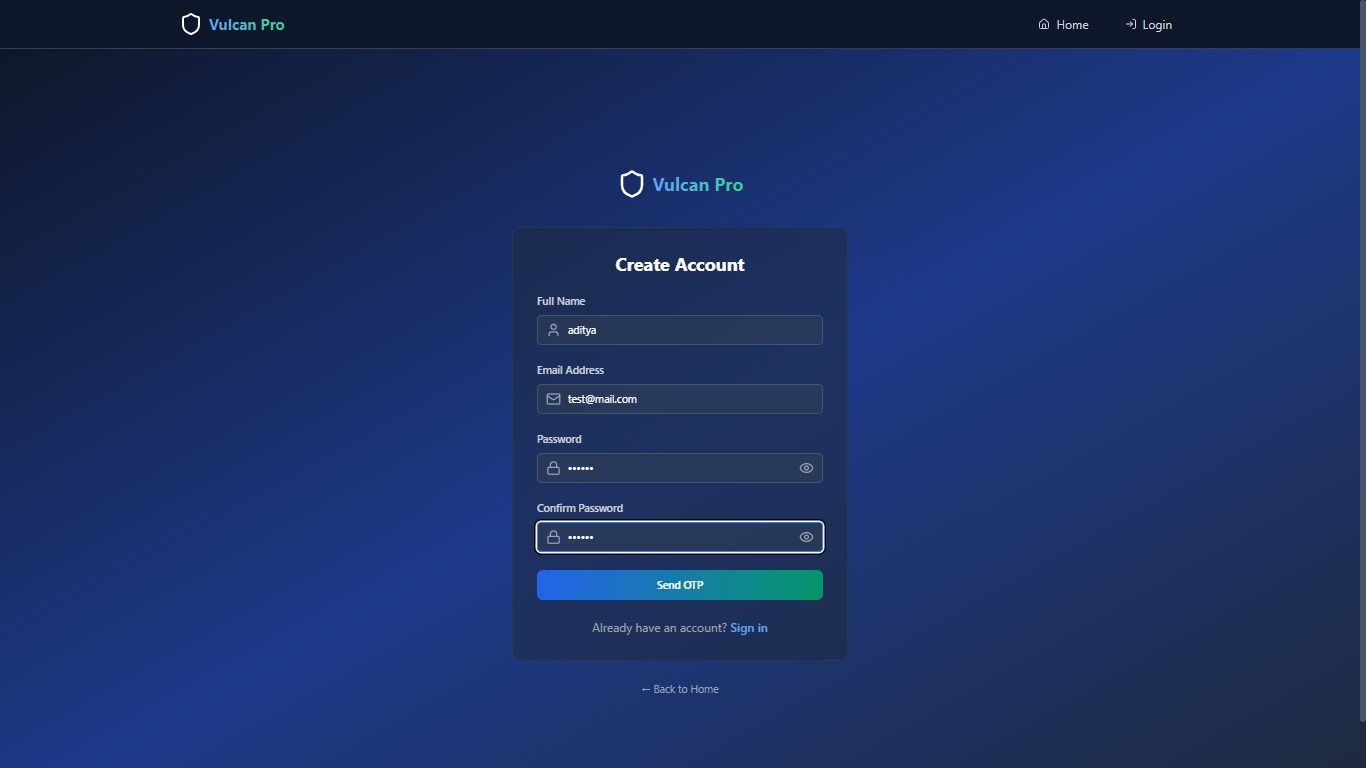 Vulcan Pro
Home
Login
Vulcan Pro
Create Account
Full Name
aditya
Email Address
test@mail.com
Password
••••••
Confirm Password
••••••
Send OTP
Already have an account? Sign in
← Back to Home